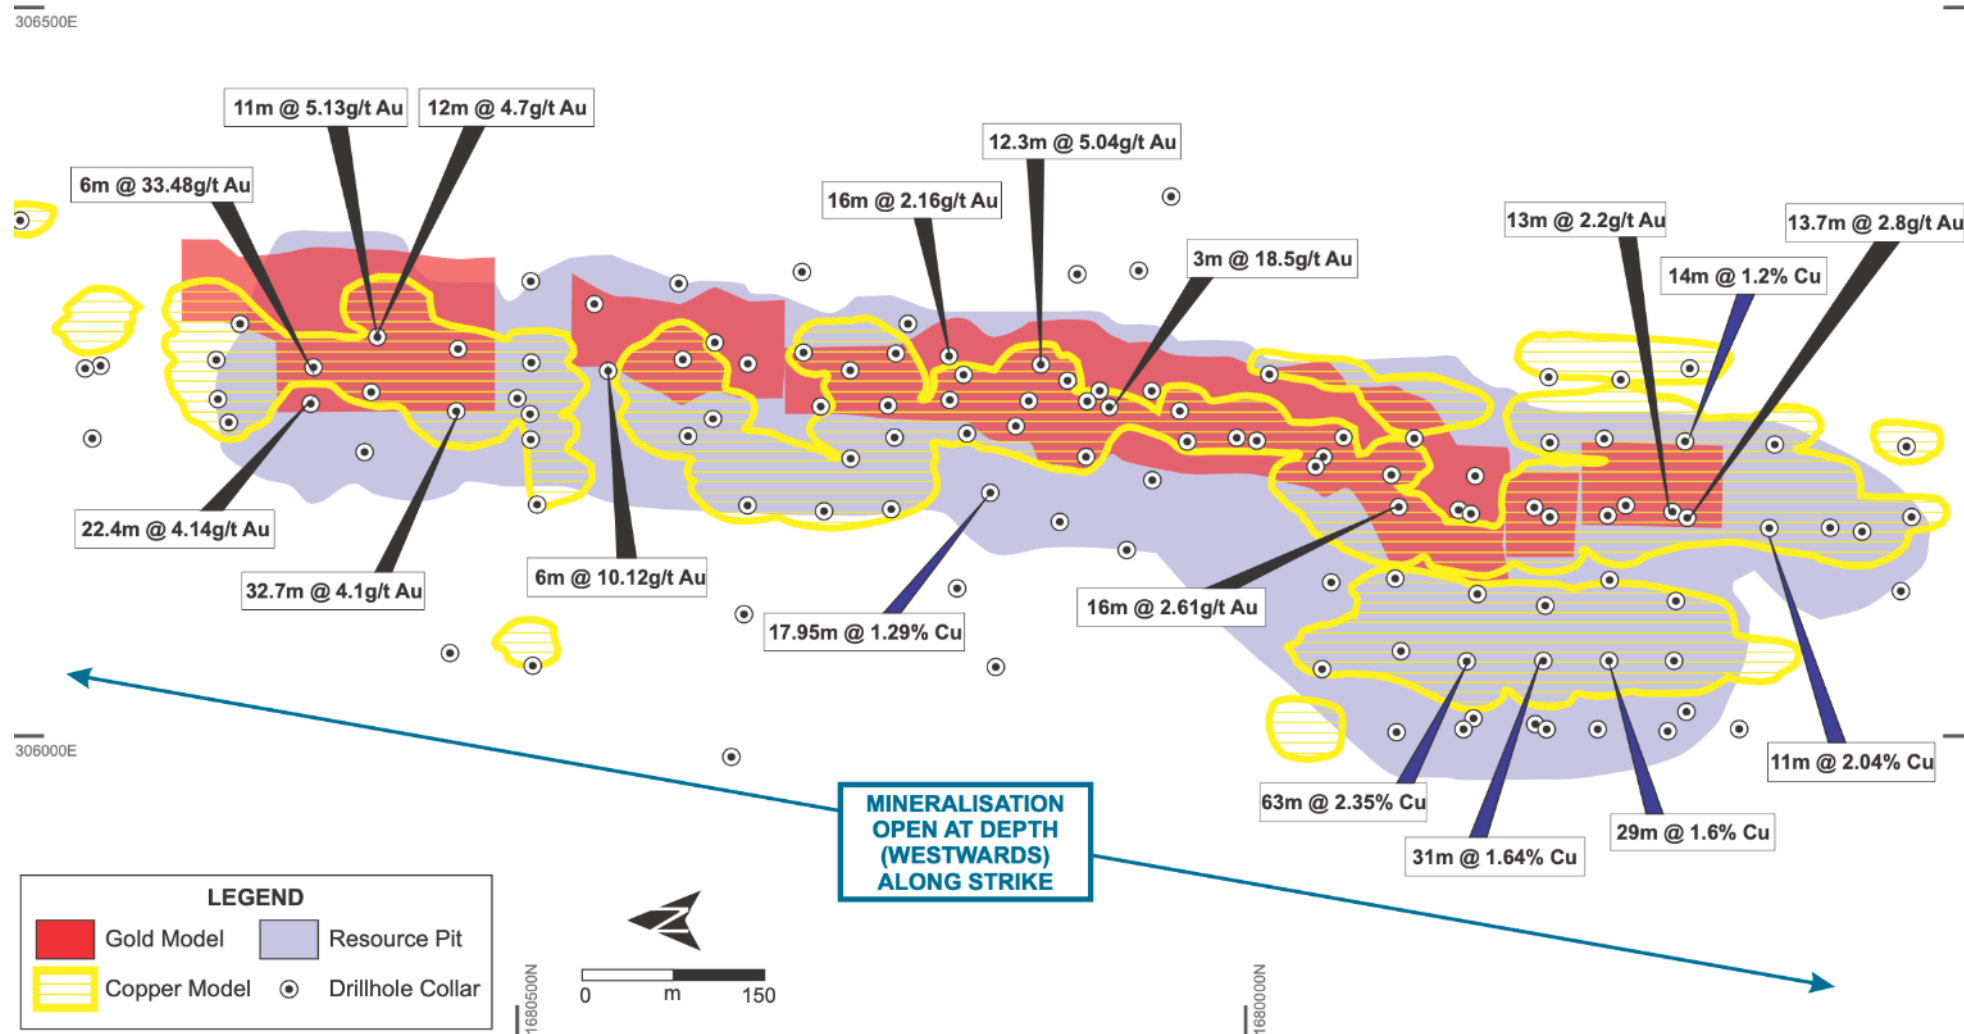 306500E
11m @ 5.13g/t Au
12m @ 4.7g/t Au
12.3m @ 5.04g/t Au
6m @ 33.48g/t Au
16m @ 2.16g/t Au
13m @ 2.2g/t Au
13.7m @ 2.8g/t Au
3m @ 18.5g/t Au
14m @ 1.2% Cu
22.4m @ 4.14g/t Au
32.7m @ 4.1g/t Au
6m @ 10.12g/t Au
17.95m @ 1.29% Cu
16m @ 2.61g/t Au
306000E
11m @ 2.04% Cu
63m @ 2.35% Cu
29m @ 1.6% Cu
31m @ 1.64% Cu
MINERALISATION
OPEN AT DEPTH
(WESTWARDS)
ALONG STRIKE
LEGEND
Gold Model
Resource Pit
Copper Model
Drillhole Collar
N
0 m 150
1680500N
1680000N